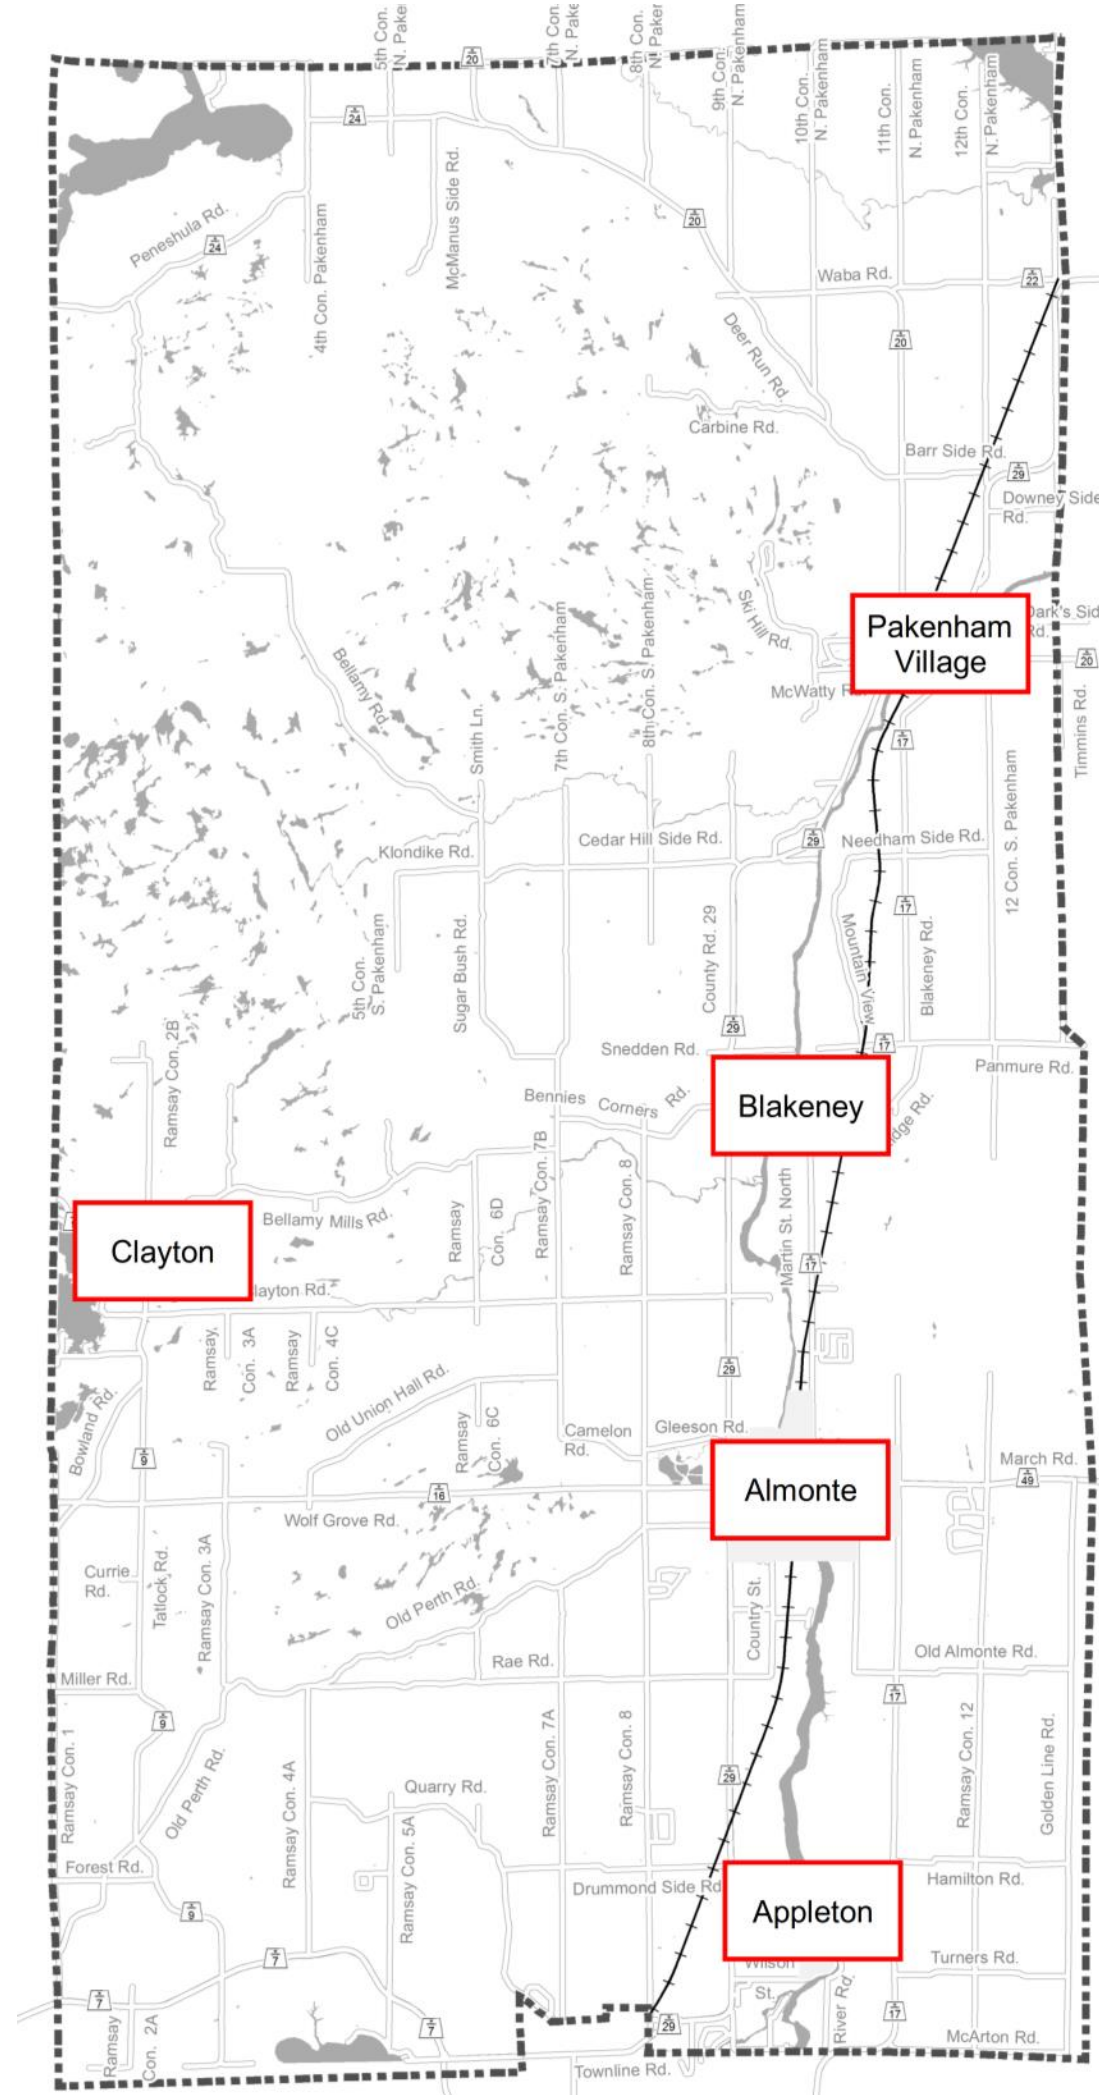 5th Con.
N. Paker
7th Con.
N. Pake
8th Con.
N. Paker
9th Con.
N. Pakenham
10th Con.
N. Pakenham
11th Con.
N. Pakenham
12th Con.
N. Pakenham
20
24
McManus Side Rd.
4th Con. Pakenham
Peneshula Rd.
24
20
Waba Rd.
22
Deer Run Rd.
20
Carbine Rd.
Barr Side Rd.
29
Downey Side
Rd.
Ski Hill Rd.
Pakenham
Village
Dark's Sid
Rd.
20
McWatty R
Timmins Rd.
17
Bellamy Rd.
Smith Ln.
7th Con. S. Pakenham
8th Con. S. Pakenham
12 Con. S. Pakenham
Klondike Rd.
Cedar Hill Side Rd.
29
Needham Side Rd.
17
5th Con.
S. Pakenham
Sugar Bush Rd.
County Rd. 29
Mountain View
Blakeney Rd.
29
17
Snedden Rd.
Panmure Rd.
Ramsay Con. 2B
Bennies Corners Rd.
Blakeney
idge Rd.
Clayton
Bellamy Mills Rd.
Ramsay
Con. 6D
Ramsay Con. 7B
Ramsay Con. 8
Martin St. North
17
layton Rd.
Ramsay
Con. 3A
Ramsay
Con. 4C
29
Bowland Rd.
Old Union Hall Rd.
Ramsay
Con. 6C
Camelon
Rd.
Gleeson Rd.
9
16
Almonte
March Rd.
49
Wolf Grove Rd.
Currie
Rd.
Tatlock Rd.
Ramsay Con. 3A
Old Perth Rd.
Country St.
Rae Rd.
Old Almonte Rd.
Miller Rd.
9
17
Ramsay Con. 1
Old Perth Rd.
Ramsay Con. 4A
Quarry Rd.
Ramsay Con. 7A
Ramsay Con. 8
29
Ramsay Con. 12
Golden Line Rd.
Forest Rd.
Ramsay Con. 5A
Drummond Side Rd
Hamilton Rd.
9
Appleton
7
Wilson
St.
Turners Rd.
7
Ramsay
Con. 2A
7
29
River Rd.
17
McArton Rd.
Townline Rd.